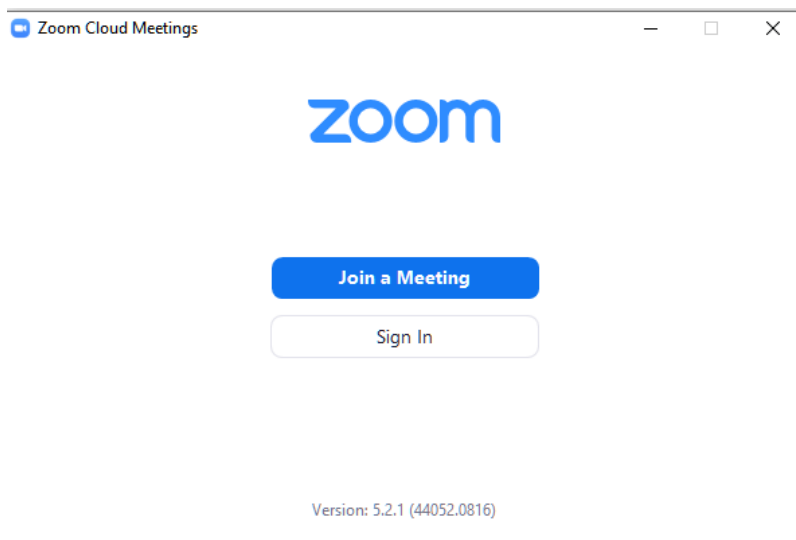 Zoom Cloud Meetings
zoom
Join a Meeting
Sign In
Version: 5.2.1 (44052.0816)